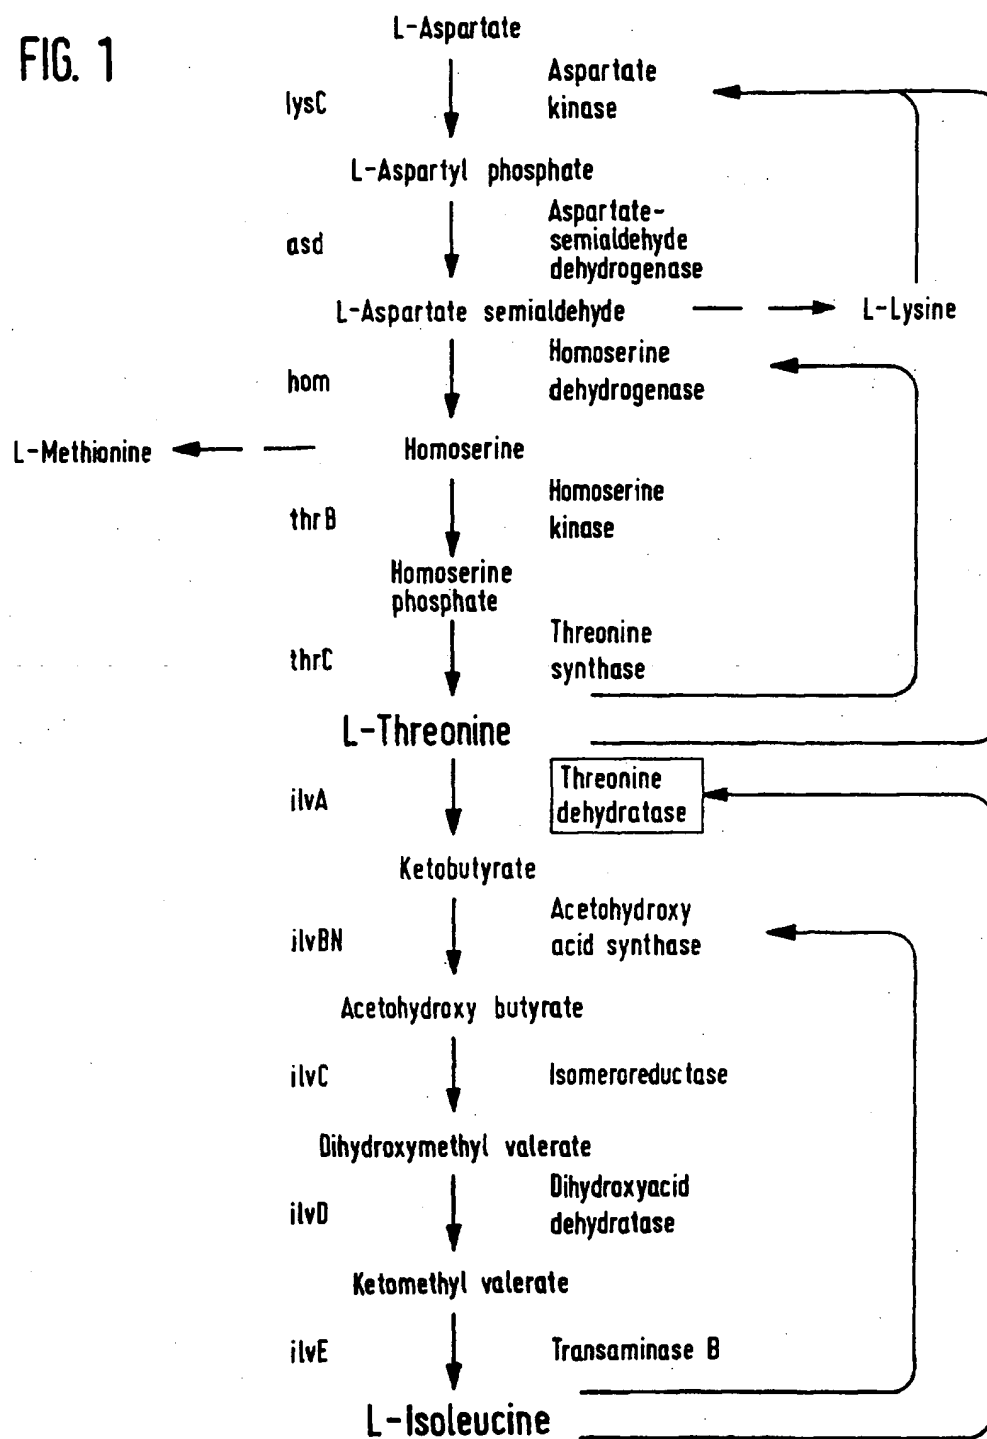 FIG. 1
L-Aspartate
lysC
Aspartate
kinase
L-Aspartyl phosphate
asd
Aspartate-
semialdehyde
dehydrogenase
L-Aspartate semialdehyde
L-Lysine
hom
Homoserine
dehydrogenase
L-Methionine
Homoserine
thrB
Homoserine
kinase
Homoserine
phosphate
thrC
Threonine
synthase
L-Threonine
ilvA
Threonine
dehydratase
Ketobutyrate
ilvBN
Acetohydroxy
acid synthase
Acetohydroxy butyrate
ilvC
Isomeroreductase
Dihydroxymethyl valerate
ilvD
Dihydroxyacid
dehydratase
Ketomethyl valerate
ilvE
Transaminase B
L-Isoleucine